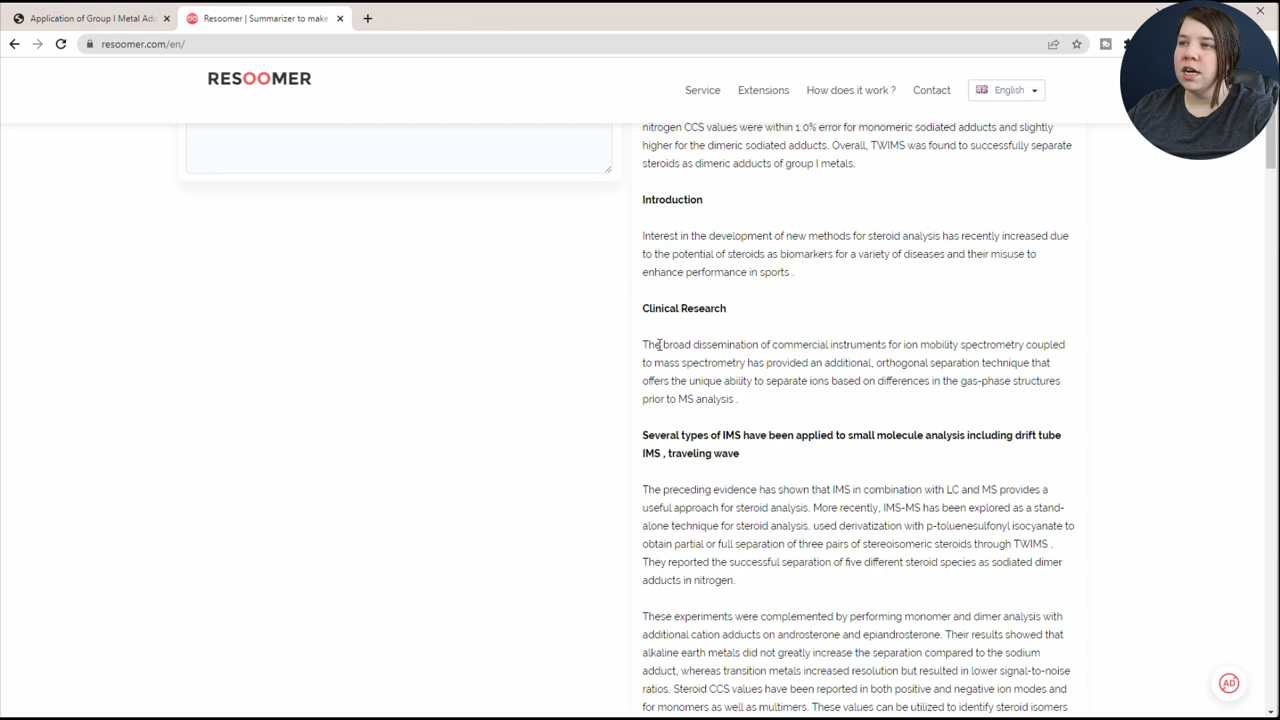 Application of Group I Metal Add
Resoomer | Summarizer to make
resoomer.com/en/
RESOOMER
Service
Extensions
How does it work ?
Contact
English
nitrogen CCS values were within 1.0% error for monomeric sodiated adducts and slightly
higher for the dimeric sodiated adducts. Overall, TWIMS was found to successfully separate
steroids as dimeric adducts of group I metals.
Introduction
Interest in the development of new methods for steroid analysis has recently increased due
to the potential of steroids as biomarkers for a variety of diseases and their misuse to
enhance performance in sports .
Clinical Research
The broad dissemination of commercial instruments for ion mobility spectrometry coupled
to mass spectrometry has provided an additional, orthogonal separation technique that
offers the unique ability to separate ions based on differences in the gas-phase structures
prior to MS analysis .
Several types of IMS have been applied to small molecule analysis including drift tube
IMS , traveling wave
The preceding evidence has shown that IMS in combination with LC and MS provides a
useful approach for steroid analysis. More recently, IMS-MS has been explored as a stand-
alone technique for steroid analysis. used derivatization with p-toluenesulfonyl isocyanate to
obtain partial or full separation of three pairs of stereoisomeric steroids through TWIMS .
They reported the successful separation of five different steroid species as sodiated dimer
adducts in nitrogen.
These experiments were complemented by performing monomer and dimer analysis with
additional cation adducts on androsterone and epiandrosterone. Their results showed that
alkaline earth metals did not greatly increase the separation compared to the sodium
adduct, whereas transition metals increased resolution but resulted in lower signal-to-noise
ratios. Steroid CCS values have been reported in both positive and negative ion modes and
for monomers as well as multimers. These values can be utilized to identify steroid isomers
AD